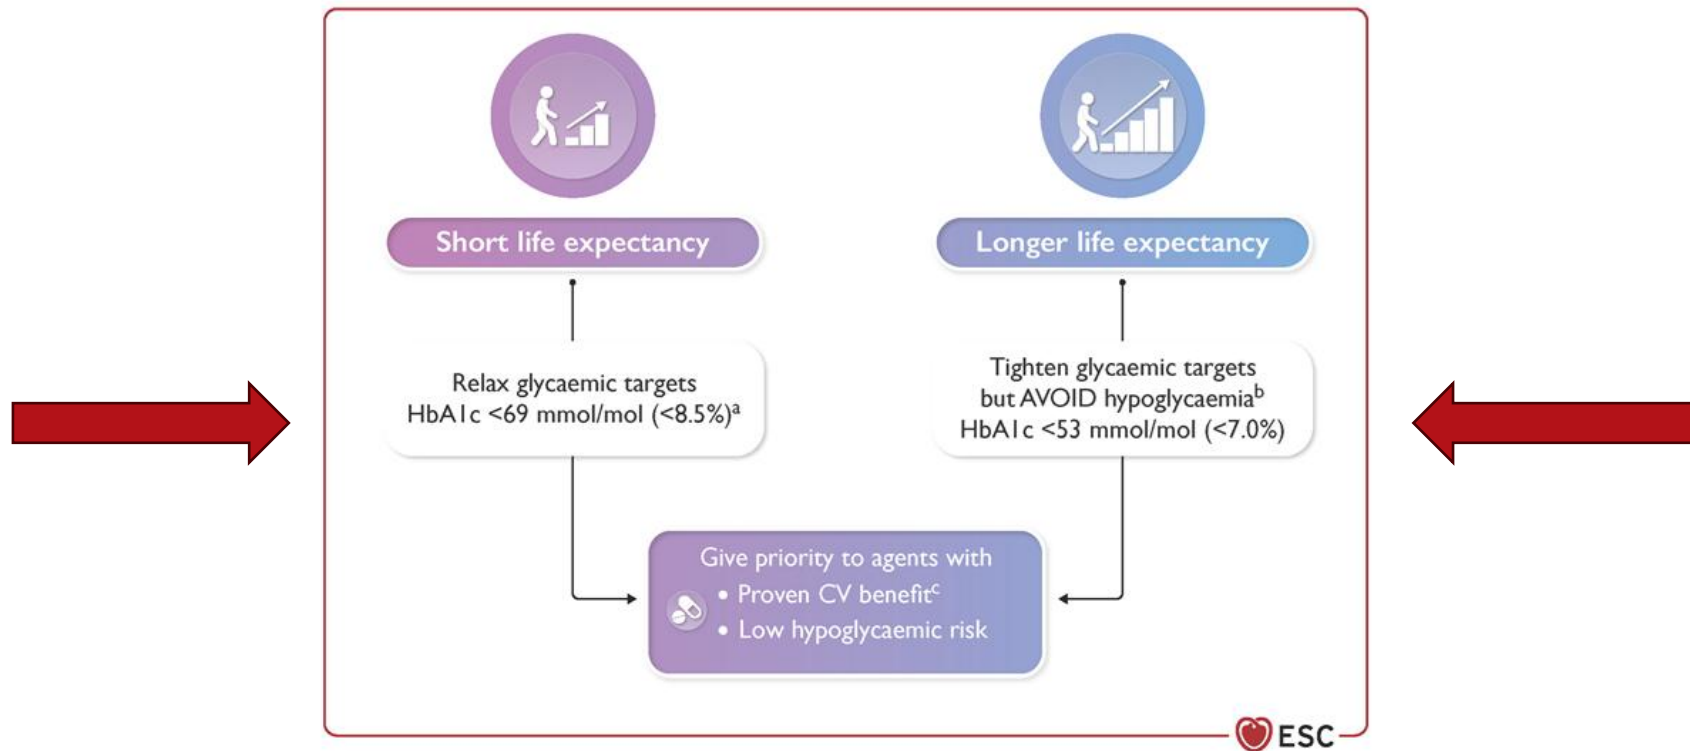 Short life expectancy
Longer life expectancy
Relax glycaemic targets
HbA1c <69 mmol/mol (<8.5%)ᵃ
Tighten glycaemic targets
but AVOID hypoglycaemiaᵇ
HbA1c <53 mmol/mol (<7.0%)
Give priority to agents with
• Proven CV benefitᶜ
• Low hypoglycaemic risk
ESC